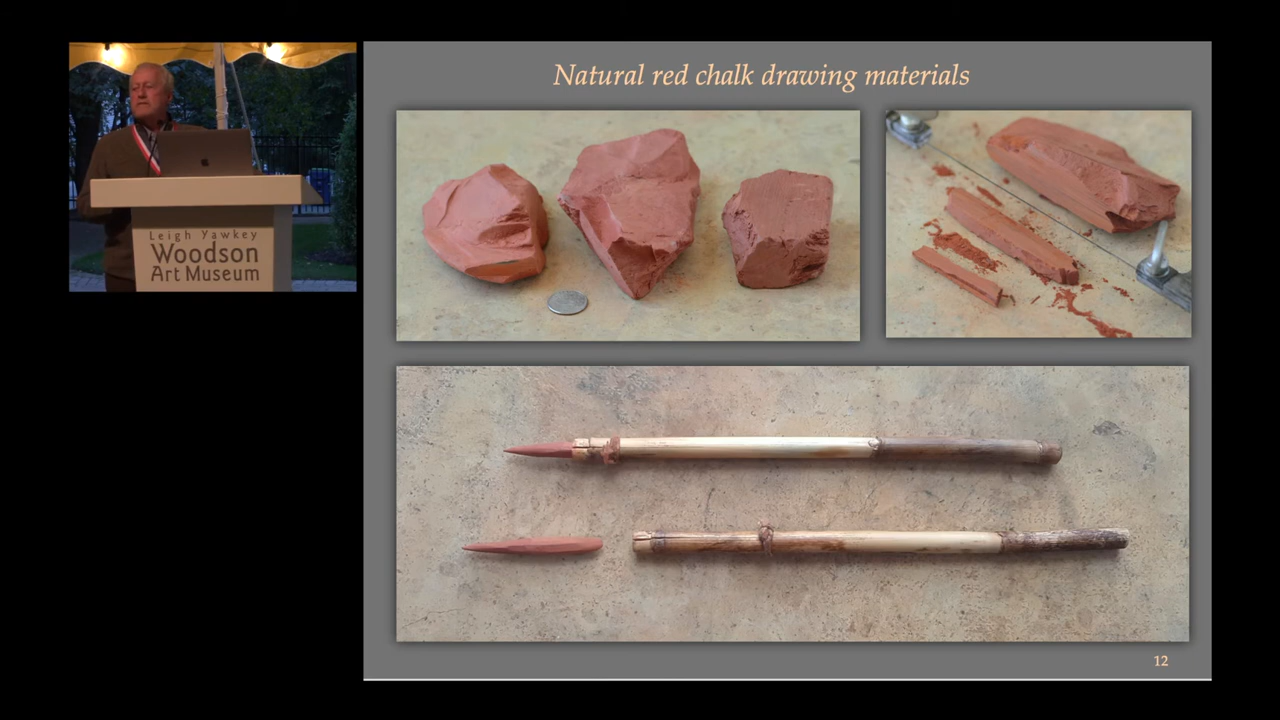 Natural red chalk drawing materials
Leigh Yawkey
Woodson
Art Museum
12